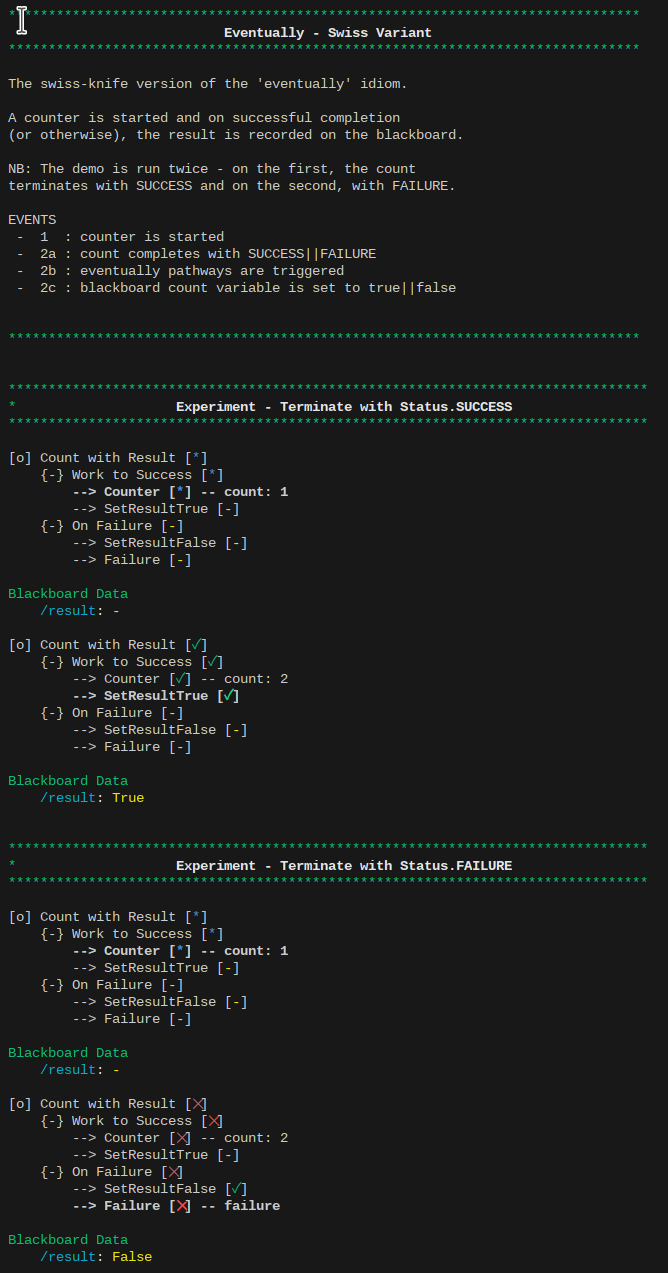 *******************************************************************************
Eventually - Swiss Variant
*******************************************************************************
The swiss-knife version of the 'eventually' idiom.
A counter is started and on successful completion
(or otherwise), the result is recorded on the blackboard.
NB: The demo is run twice - on the first, the count
terminates with SUCCESS and on the second, with FAILURE.
EVENTS
 -  1  : counter is started
 -  2a : count completes with SUCCESS||FAILURE
 -  2b : eventually pathways are triggered
 -  2c : blackboard count variable is set to true||false
*******************************************************************************
********************************************************************************
*                    Experiment - Terminate with Status.SUCCESS
********************************************************************************
[o] Count with Result [*]
    {-} Work to Success [*]
        --> Counter [*] -- count: 1
        --> SetResultTrue [-]
    {-} On Failure [-]
        --> SetResultFalse [-]
        --> Failure [-]
Blackboard Data
    /result: -
[o] Count with Result [✓]
    {-} Work to Success [✓]
        --> Counter [✓] -- count: 2
        --> SetResultTrue [✓]
    {-} On Failure [-]
        --> SetResultFalse [-]
        --> Failure [-]
Blackboard Data
    /result: True
********************************************************************************
*                    Experiment - Terminate with Status.FAILURE
********************************************************************************
[o] Count with Result [*]
    {-} Work to Success [*]
        --> Counter [*] -- count: 1
        --> SetResultTrue [-]
    {-} On Failure [-]
        --> SetResultFalse [-]
        --> Failure [-]
Blackboard Data
    /result: -
[o] Count with Result [✕]
    {-} Work to Success [✕]
        --> Counter [✕] -- count: 2
        --> SetResultTrue [-]
    {-} On Failure [✕]
        --> SetResultFalse [✓]
        --> Failure [✕] -- failure
Blackboard Data
    /result: False